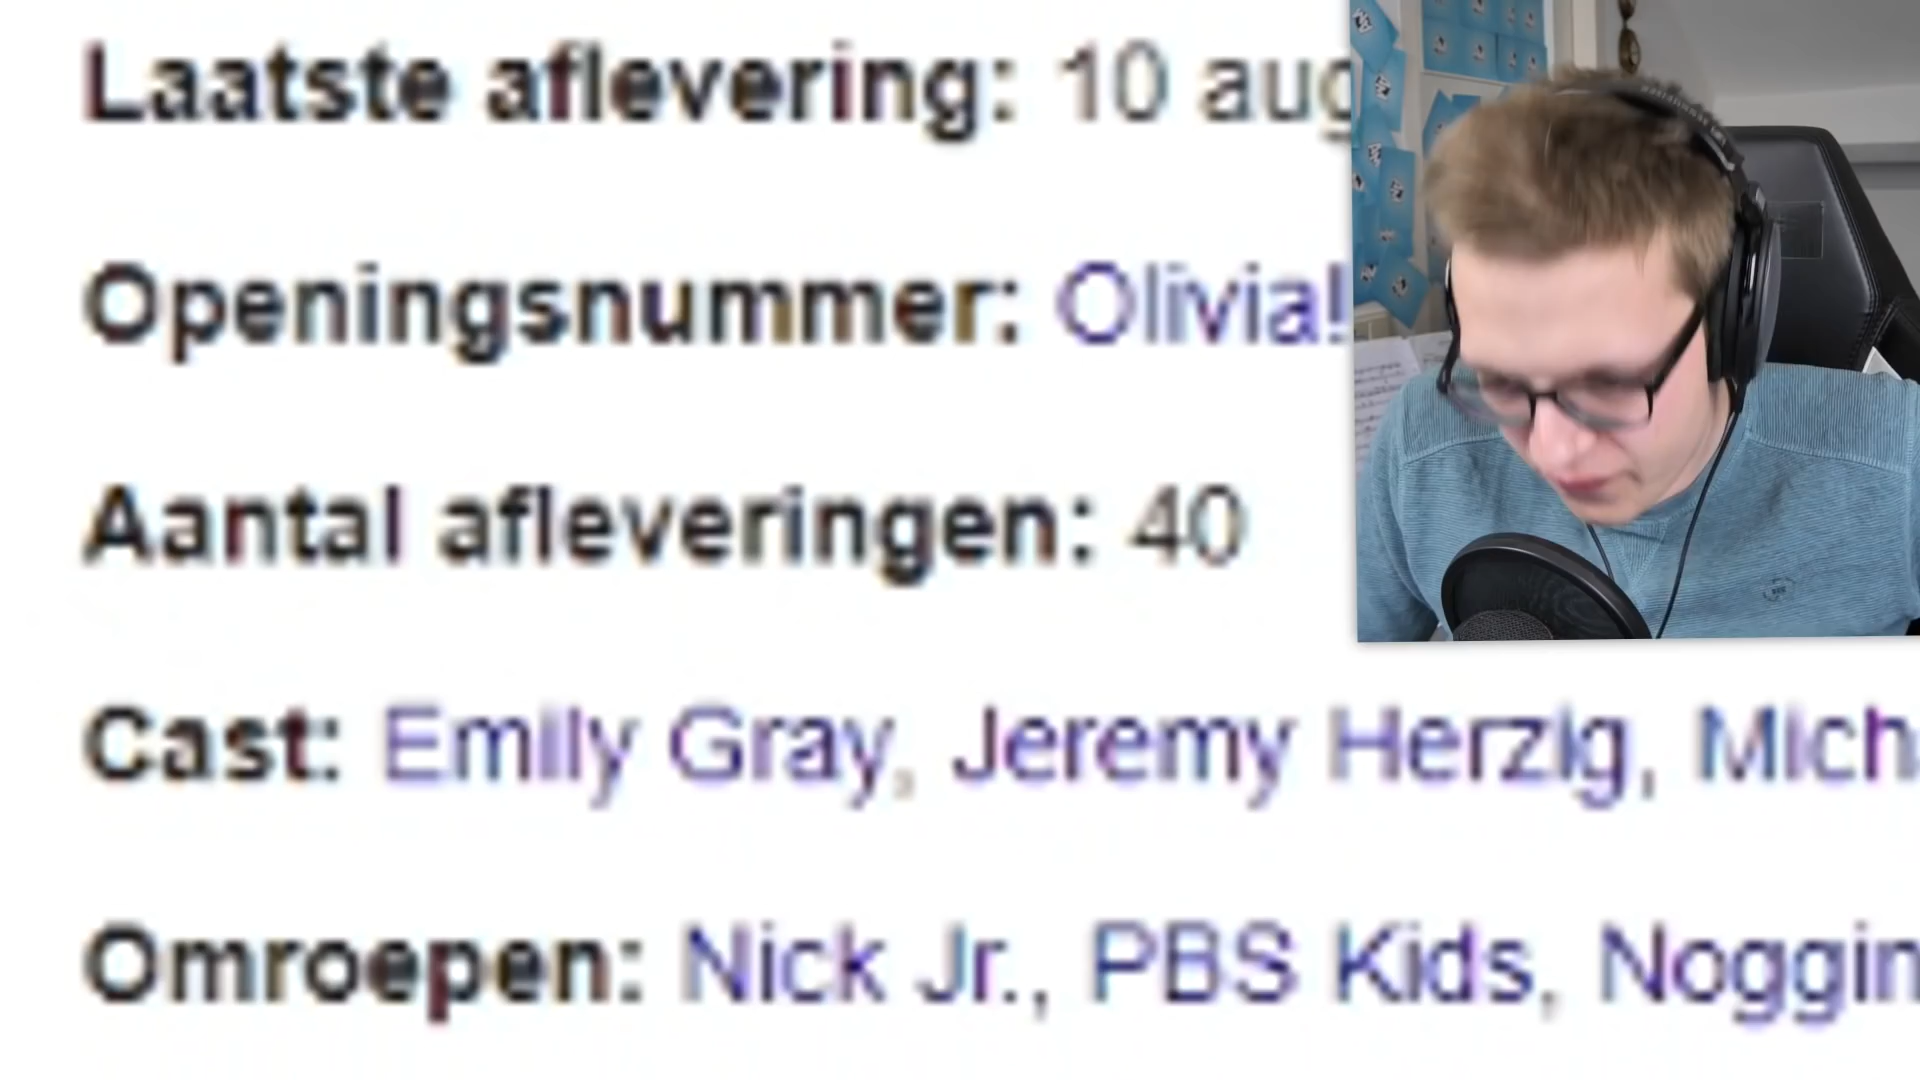 Laatste aflevering: 10 aug
Openingsnummer: Olivia!
Aantal afleveringen: 40
Cast: Emily Gray, Jeremy Herzig, Mich
Omroepen: Nick Jr., PBS Kids, Noggin